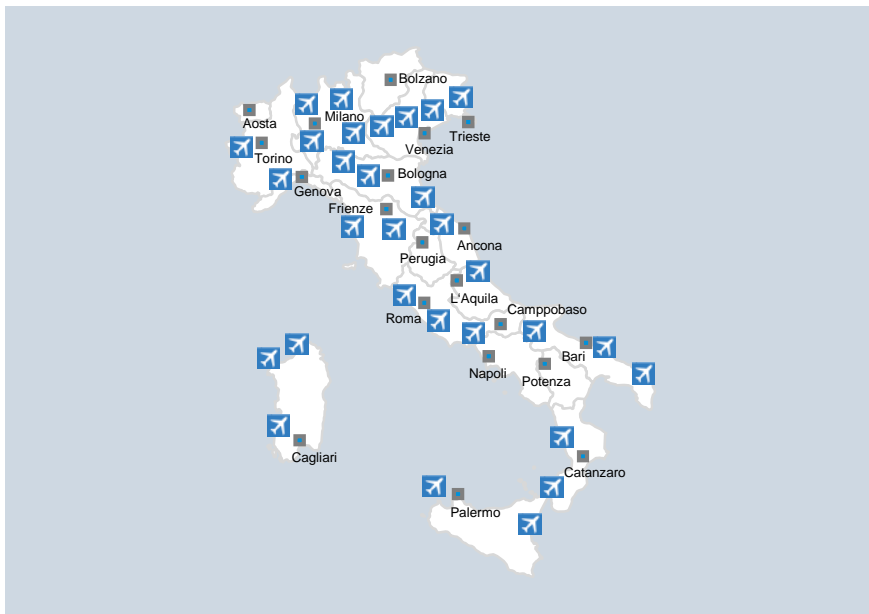 Bolzano
Milano
Aosta
Trieste
Venezia
Torino
Bologna
Genova
Frienze
Ancona
Perugia
L'Aquila
Camppobaso
Roma
Bari
Napoli
Potenza
Cagliari
Catanzaro
Palermo